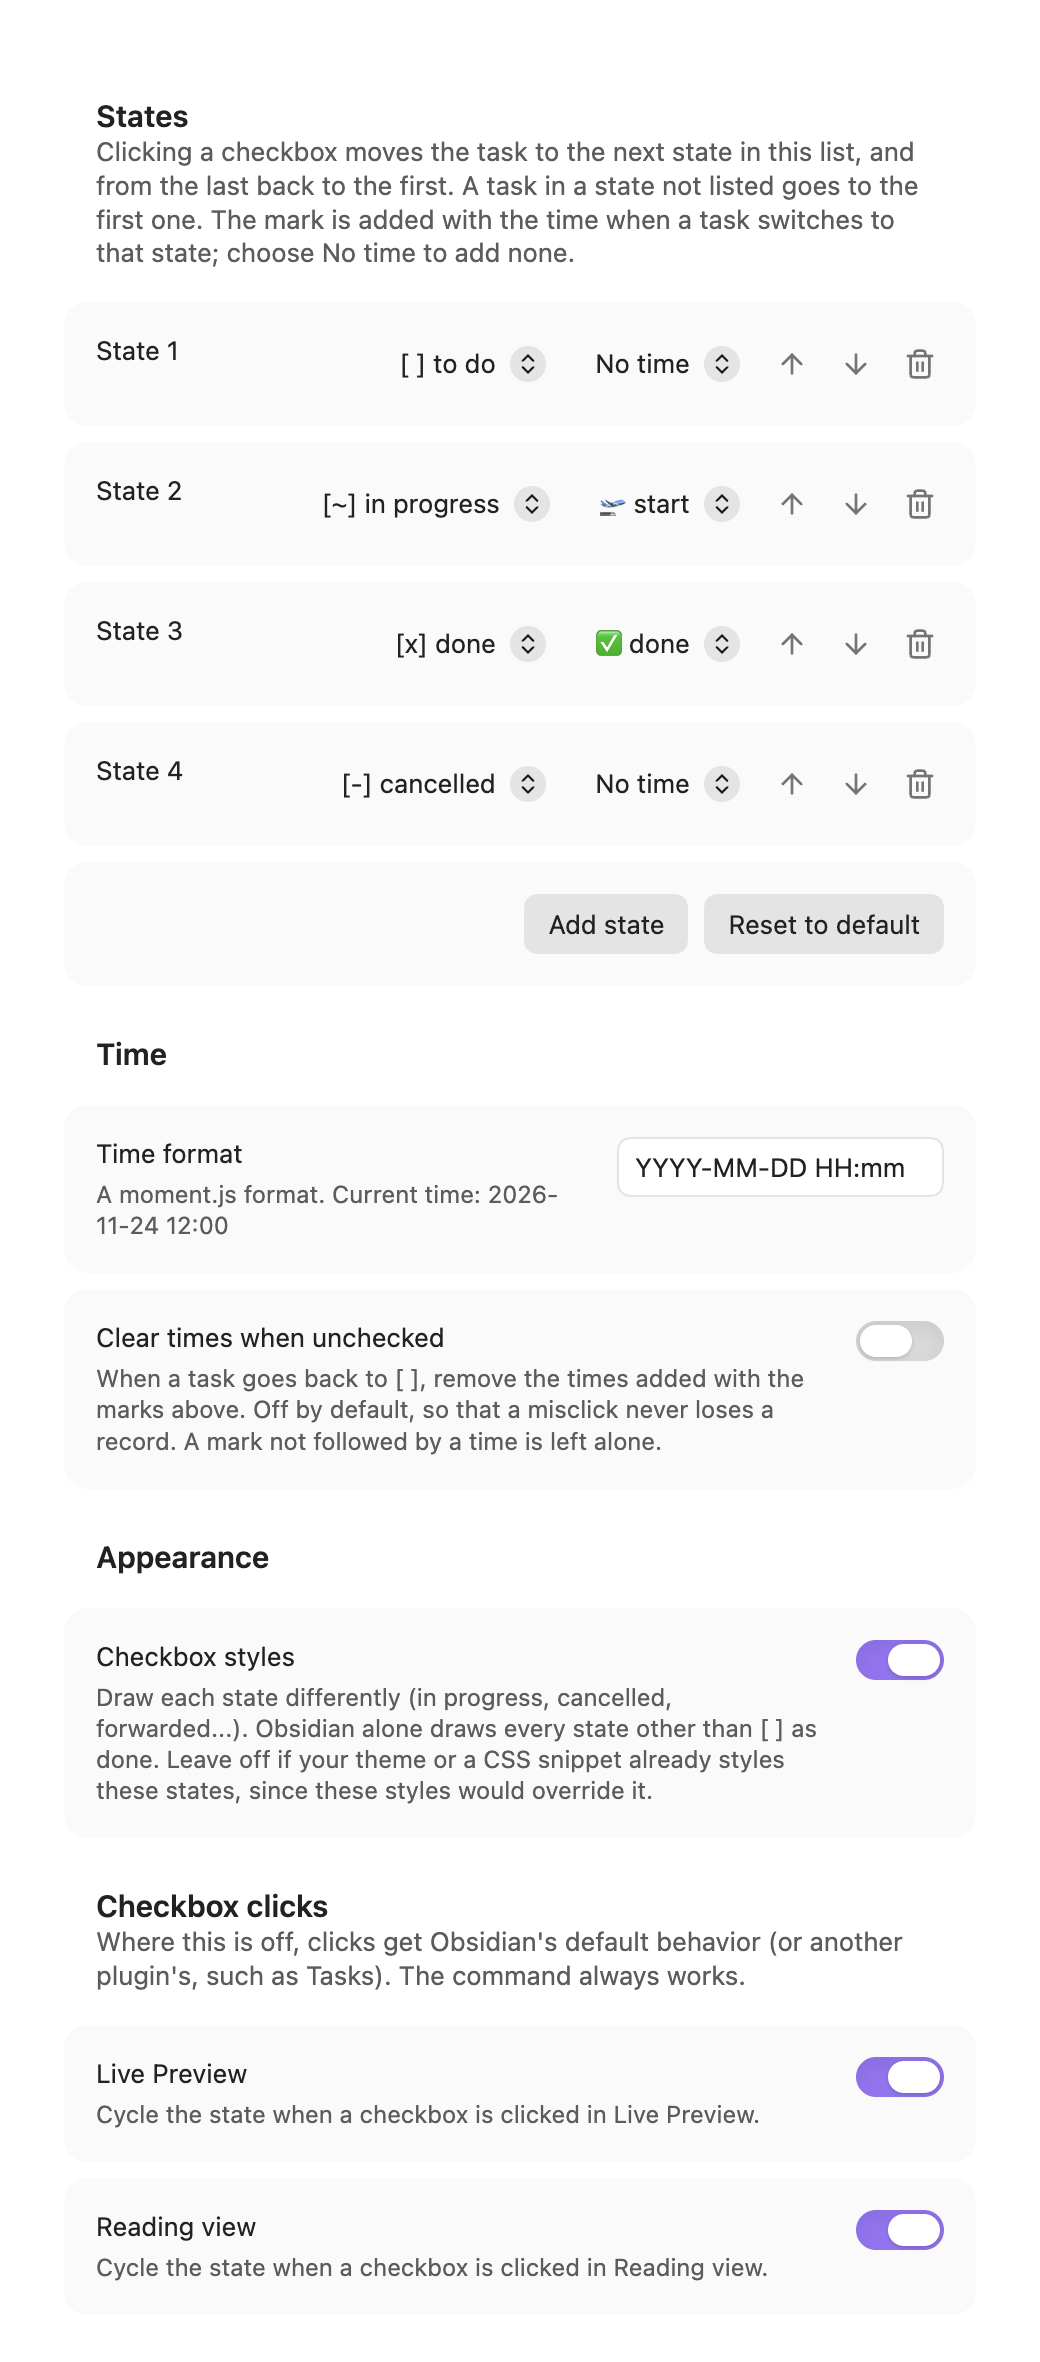 States
Clicking a checkbox moves the task to the next state in this list, and
from the last back to the first. A task in a state not listed goes to the
first one. The mark is added with the time when a task switches to
that state; choose No time to add none.
State 1
[ ] to do
No time
State 2
[~] in progress
🛫 start
State 3
[x] done
✅ done
State 4
[-] cancelled
No time
Add state
Reset to default
Time
Time format
YYYY-MM-DD HH:mm
A moment.js format. Current time: 2026-
11-24 12:00
Clear times when unchecked
When a task goes back to [ ], remove the times added with the
marks above. Off by default, so that a misclick never loses a
record. A mark not followed by a time is left alone.
Appearance
Checkbox styles
Draw each state differently (in progress, cancelled,
forwarded...). Obsidian alone draws every state other than [ ] as
done. Leave off if your theme or a CSS snippet already styles
these states, since these styles would override it.
Checkbox clicks
Where this is off, clicks get Obsidian's default behavior (or another
plugin's, such as Tasks). The command always works.
Live Preview
Cycle the state when a checkbox is clicked in Live Preview.
Reading view
Cycle the state when a checkbox is clicked in Reading view.